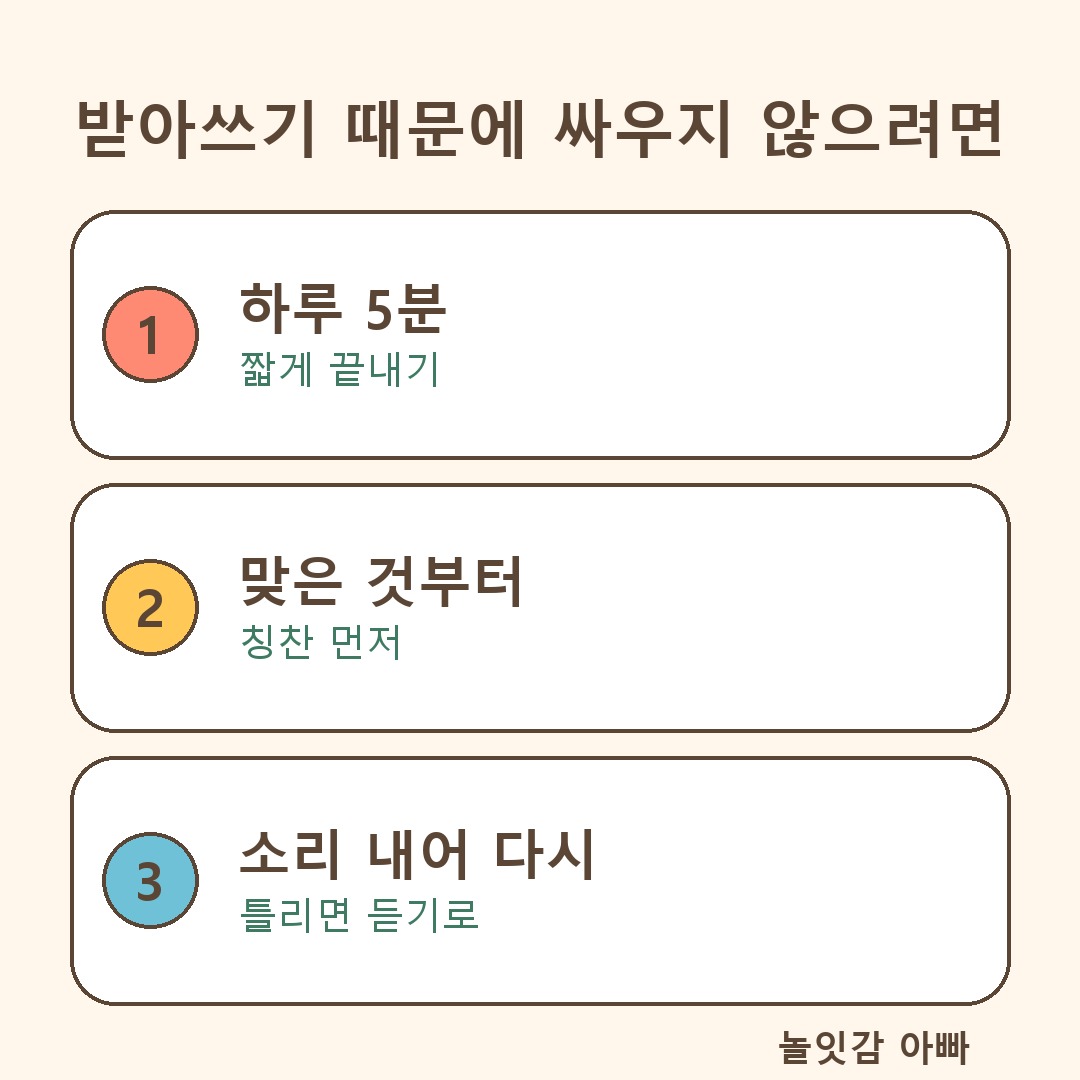 받아쓰기 때문에 싸우지 않으려면
1
하루 5분
짧게 끝내기
2
맞은 것부터
칭찬 먼저
3
소리 내어 다시
틀리면 듣기로
놀잇감 아빠